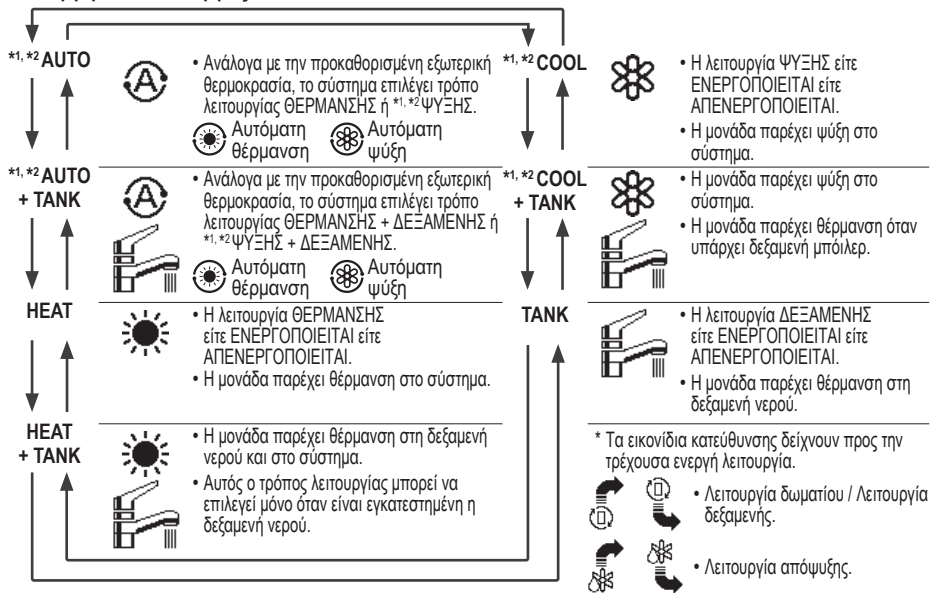 *1, *2 AUTO
• Ανάλογα με την προκαθορισμένη εξωτερική
θερμοκρασία, το σύστημα επιλέγει τρόπο
λειτουργίας ΘΕΡΜΑΝΣΗΣ ή *1, *2 ΨΥΞΗΣ.
Αυτόματη
θέρμανση
Αυτόματη
ψύξη
*1, *2 AUTO
+ TANK
• Ανάλογα με την προκαθορισμένη εξωτερική
θερμοκρασία, το σύστημα επιλέγει τρόπο
λειτουργίας ΘΕΡΜΑΝΣΗΣ + ΔΕΞΑΜΕΝΗΣ ή
*1, *2 ΨΥΞΗΣ + ΔΕΞΑΜΕΝΗΣ.
Αυτόματη
θέρμανση
Αυτόματη
ψύξη
HEAT
• Η λειτουργία ΘΕΡΜΑΝΣΗΣ
είτε ΕΝΕΡΓΟΠΟΙΕΙΤΑΙ είτε
ΑΠΕΝΕΡΓΟΠΟΙΕΙΤΑΙ.
• Η μονάδα παρέχει θέρμανση στο σύστημα.
HEAT
+ TANK
• Η μονάδα παρέχει θέρμανση στη δεξαμενή
νερού και στο σύστημα.
• Αυτός ο τρόπος λειτουργίας μπορεί να
επιλεγεί μόνο όταν είναι εγκατεστημένη η
δεξαμενή νερού.
*1, *2 COOL
• Η λειτουργία ΨΥΞΗΣ είτε
ΕΝΕΡΓΟΠΟΙΕΙΤΑΙ είτε
ΑΠΕΝΕΡΓΟΠΟΙΕΙΤΑΙ.
• Η μονάδα παρέχει ψύξη στο
σύστημα.
*1, *2 COOL
+ TANK
• Η μονάδα παρέχει ψύξη στο
σύστημα.
• Η μονάδα παρέχει θέρμανση όταν
υπάρχει δεξαμενή μπόιλερ.
TANK
• Η λειτουργία ΔΕΞΑΜΕΝΗΣ
είτε ΕΝΕΡΓΟΠΟΙΕΙΤΑΙ είτε
ΑΠΕΝΕΡΓΟΠΟΙΕΙΤΑΙ.
• Η μονάδα παρέχει θέρμανση στη
δεξαμενή νερού.
* Τα εικονίδια κατεύθυνσης δείχνουν προς την
τρέχουσα ενεργή λειτουργία.
• Λειτουργία δωματίου / Λειτουργία
δεξαμενής.
• Λειτουργία απόψυξης.